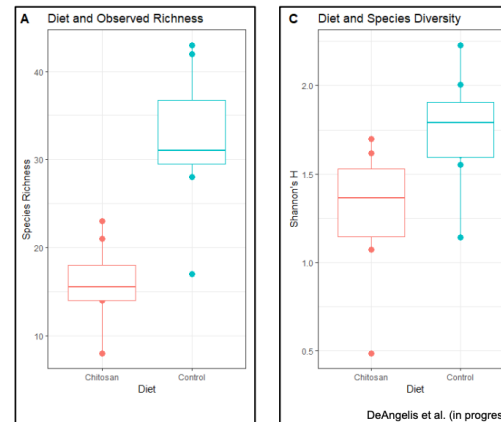 A Diet and Observed Richness
40
30
20
10
Species Richness
Chitosan Control
Diet
C Diet and Species Diversity
2.0
1.5
1.0
0.5
Shannon's H
Chitosan Control
Diet
DeAngelis et al. (in progres